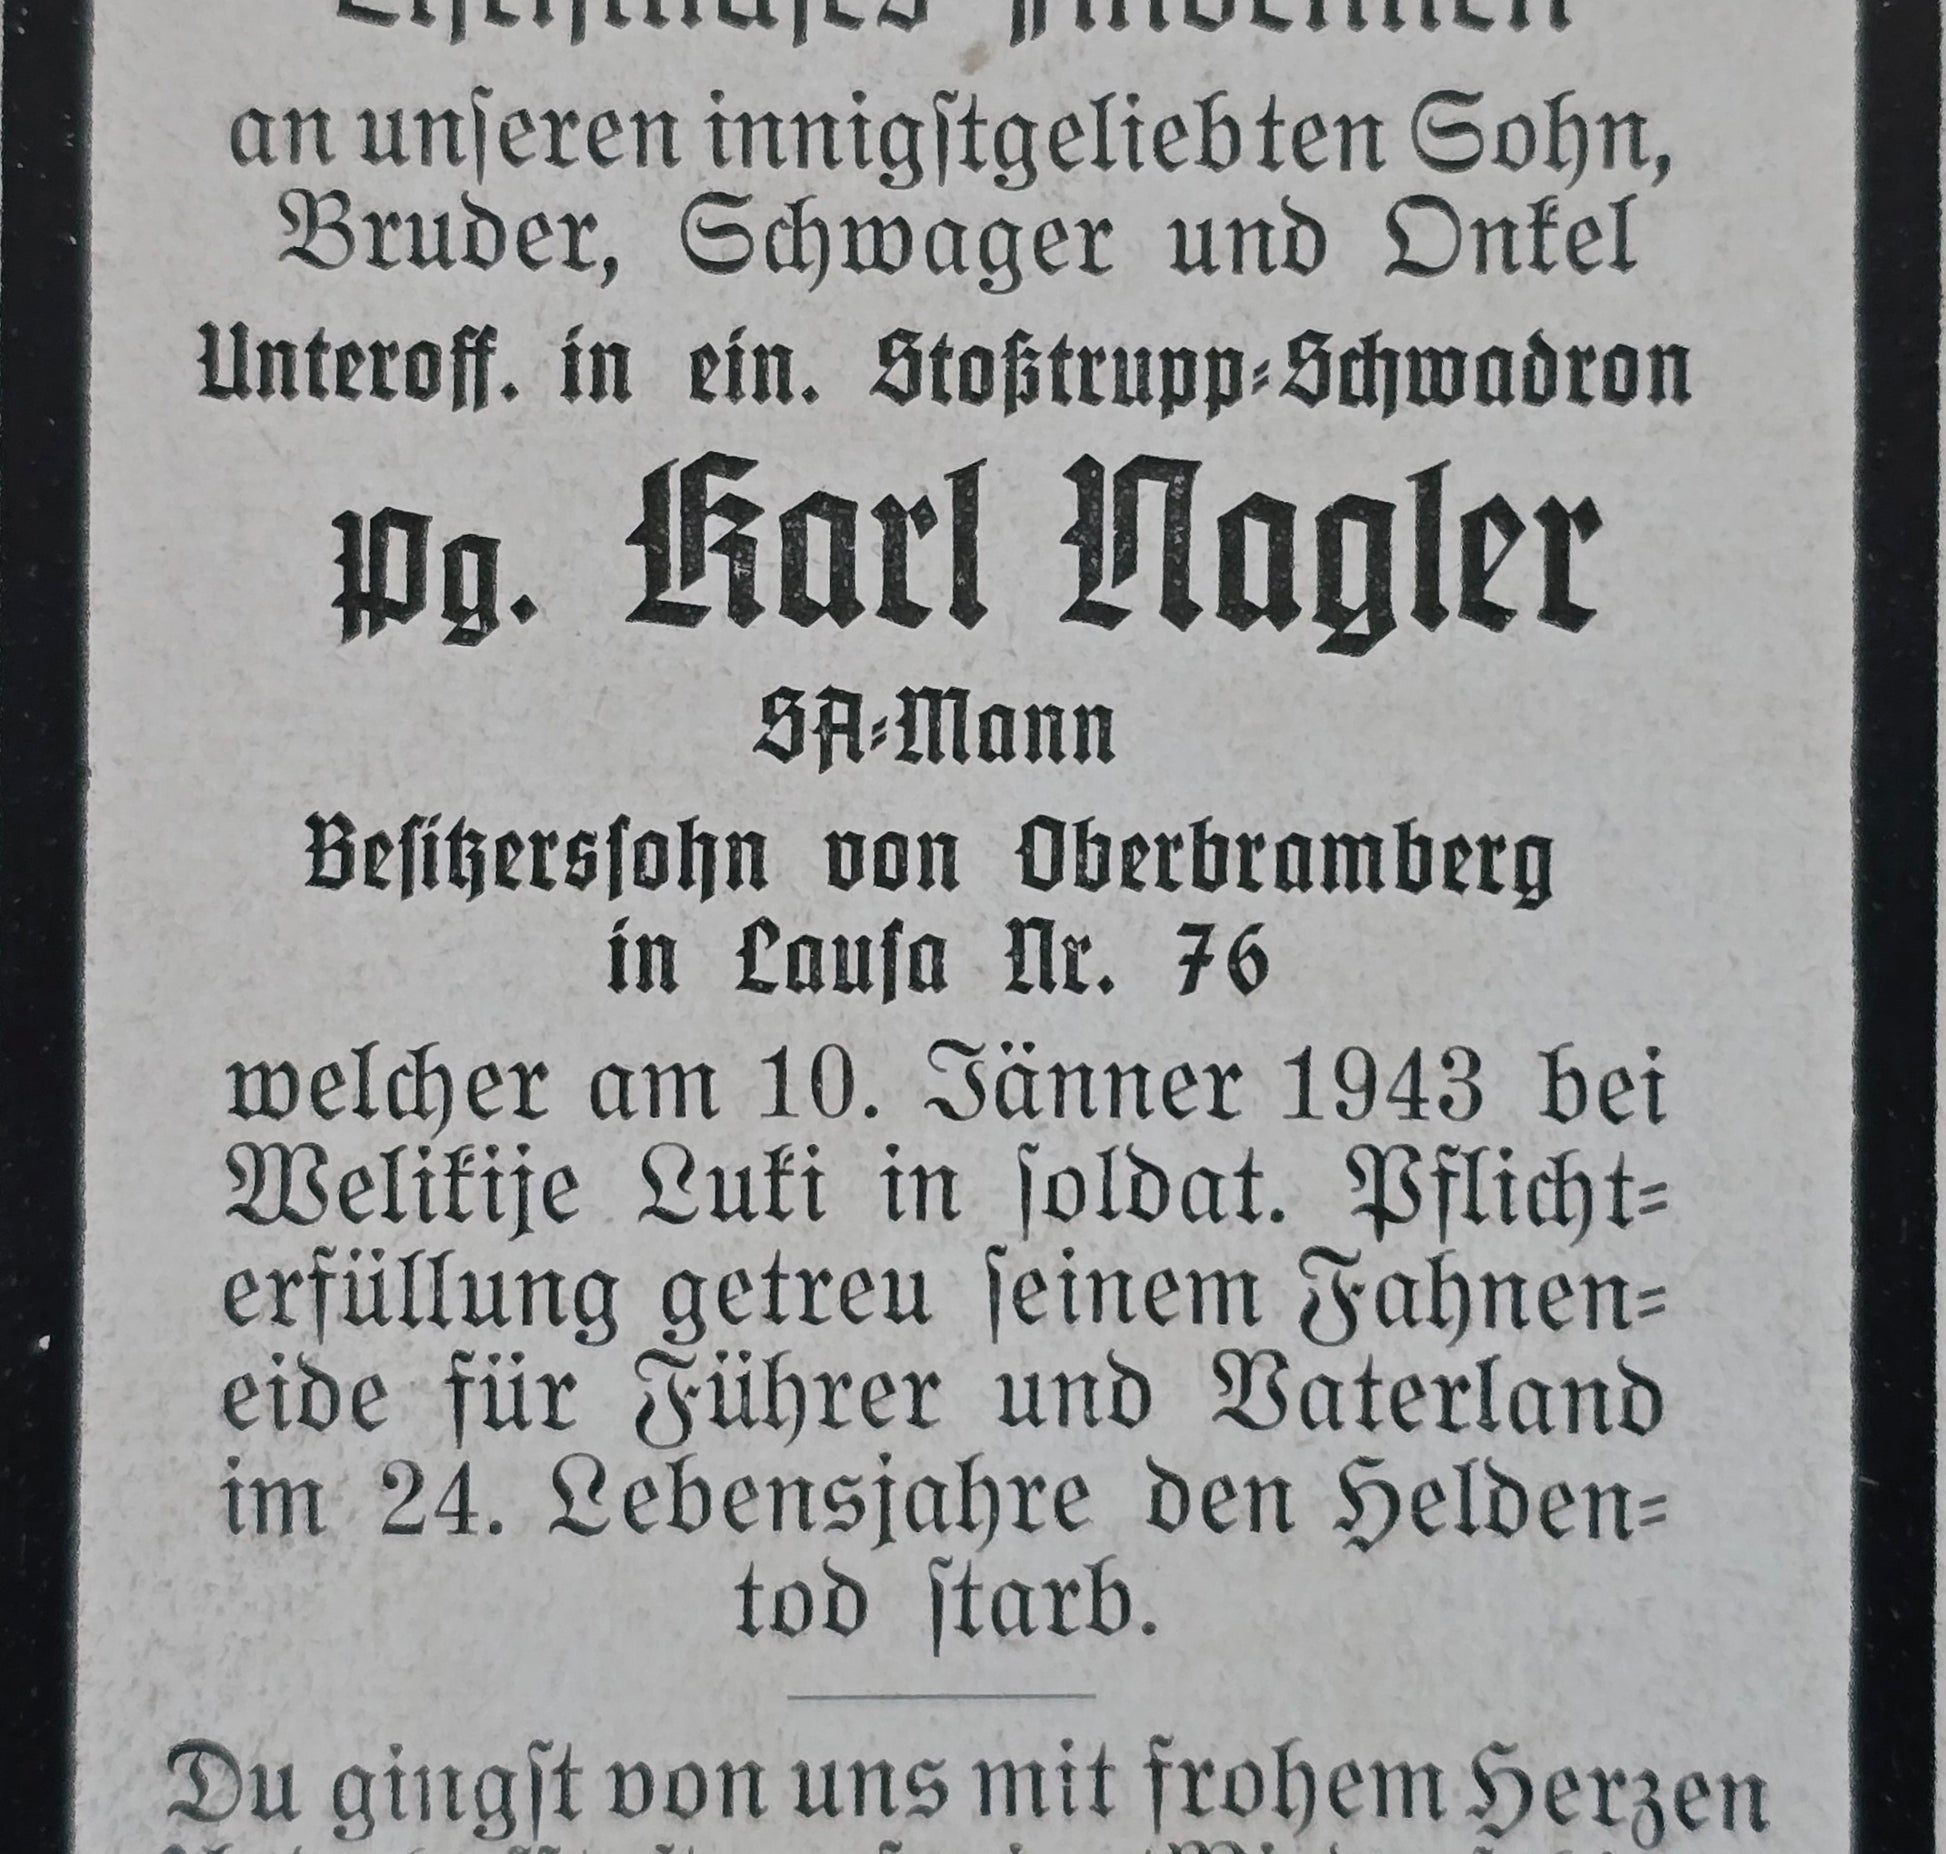 an unseren innigstgeliebten Sohn,
Bruder, Schwager und Onkel
Unteroff. in ein. Stoßtrupp-Schwadron
Pg. Karl Nagler
SA-Mann
Besitzerssohn von Oberbramberg
in Lausa Nr. 76
welcher am 10. Jänner 1943 bei
Welikije Luki in soldat. Pflicht-
erfüllung getreu seinem Fahnen-
eide für Führer und Vaterland
im 24. Lebensjahre den Helden-
tod starb.
Du gingst von uns mit frohem Herzen